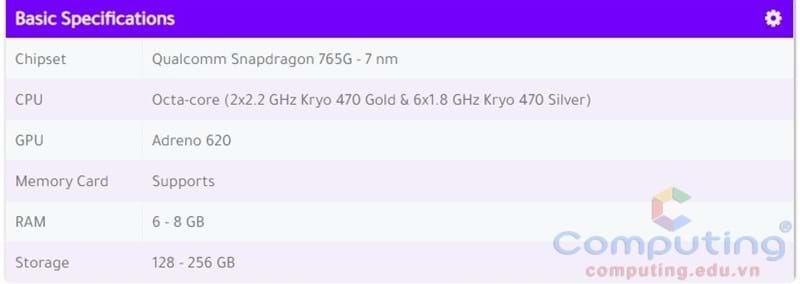 Basic Specifications
Chipset Qualcomm Snapdragon 765G - 7 nm
CPU Octa-core (2x2.2 GHz Kryo 470 Gold & 6x1.8 GHz Kryo 470 Silver)
GPU Adreno 620
Memory Card Supports
RAM 6 - 8 GB
Storage 128 - 256 GB
Computing®
computing.edu.vn